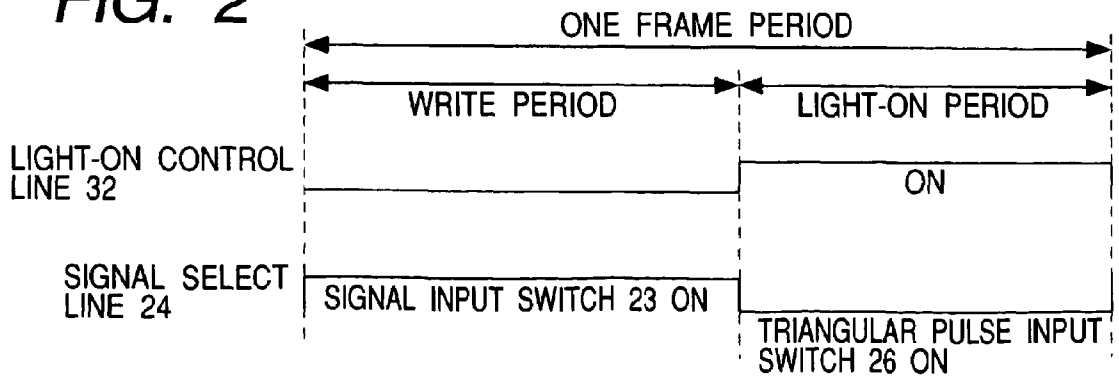 FIG. 2
ONE FRAME PERIOD
WRITE PERIOD
LIGHT-ON PERIOD
LIGHT-ON CONTROL
LINE 32
ON
SIGNAL SELECT
LINE 24
SIGNAL INPUT SWITCH 23 ON
TRIANGULAR PULSE INPUT
SWITCH 26 ON